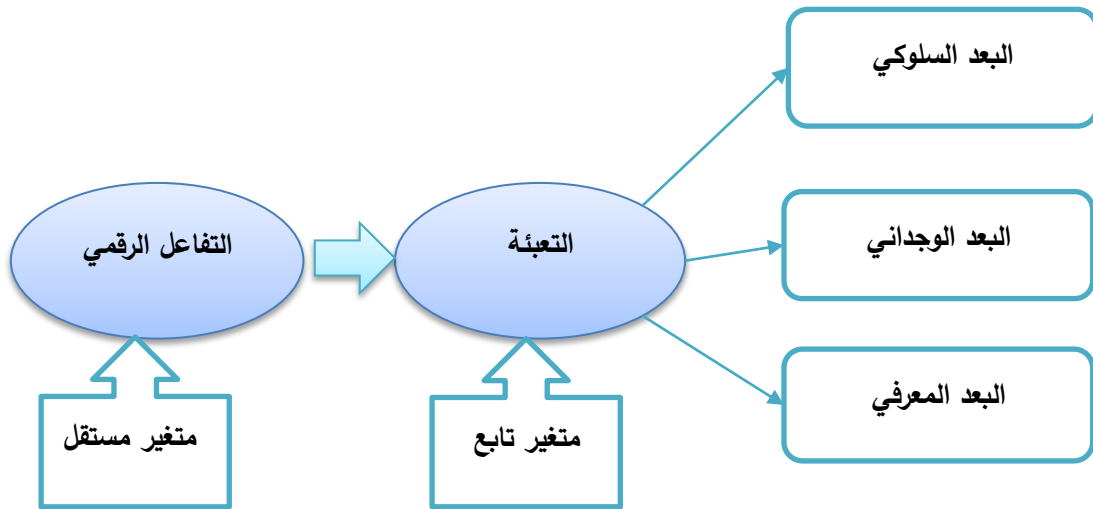 البعد السلوكي
التفاعل الرقمي
التعبئة
البعد الوجداني
البعد المعرفي
متغير مستقل
متغير تابع